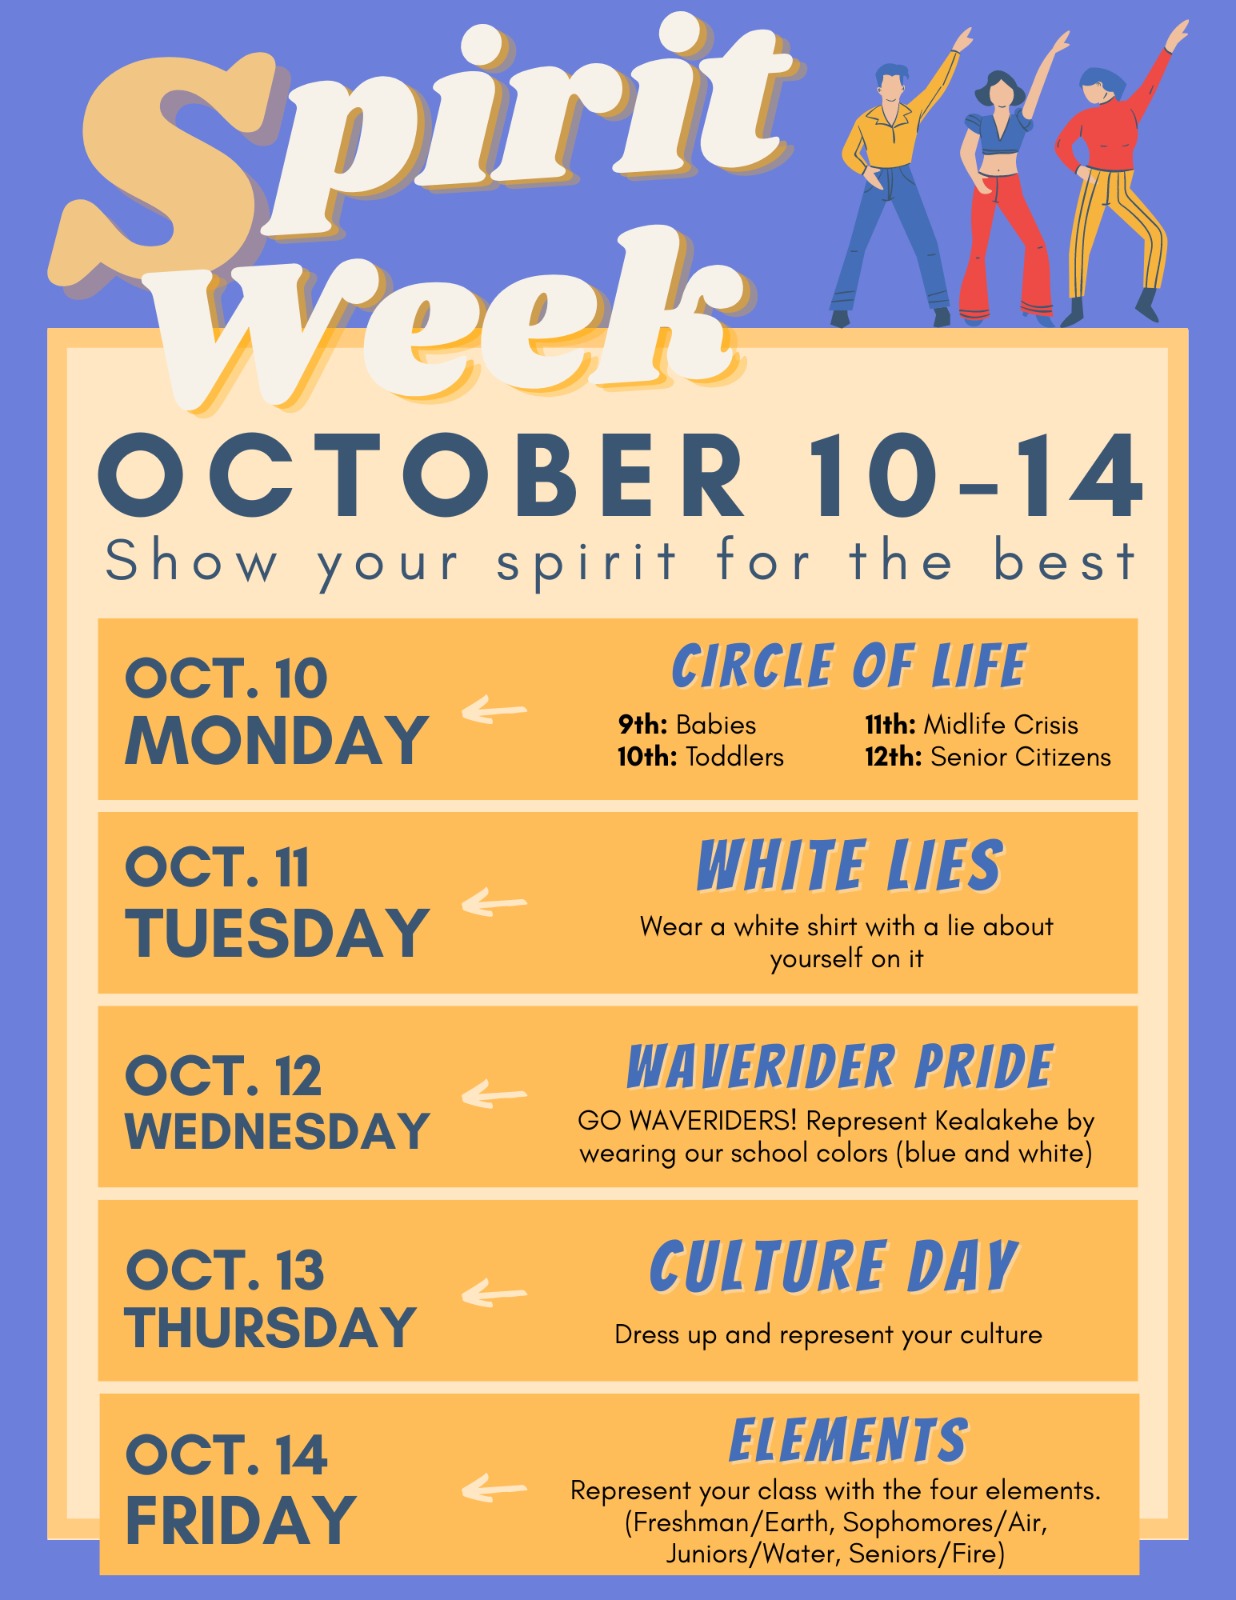 Spirit
Week
OCTOBER 10-14
Show your spirit for the best
OCT. 10
MONDAY
CIRCLE OF LIFE
9th: Babies
10th: Toddlers
11th: Midlife Crisis
12th: Senior Citizens
OCT. 11
TUESDAY
WHITE LIES
Wear a white shirt with a lie about
yourself on it
OCT. 12
WEDNESDAY
WAVERIDER PRIDE
GO WAVERIDERS! Represent Kealakehe by
wearing our school colors (blue and white)
OCT. 13
THURSDAY
CULTURE DAY
Dress up and represent your culture
OCT. 14
FRIDAY
ELEMENTS
Represent your class with the four elements.
(Freshman/Earth, Sophomores/Air,
Juniors/Water, Seniors/Fire)